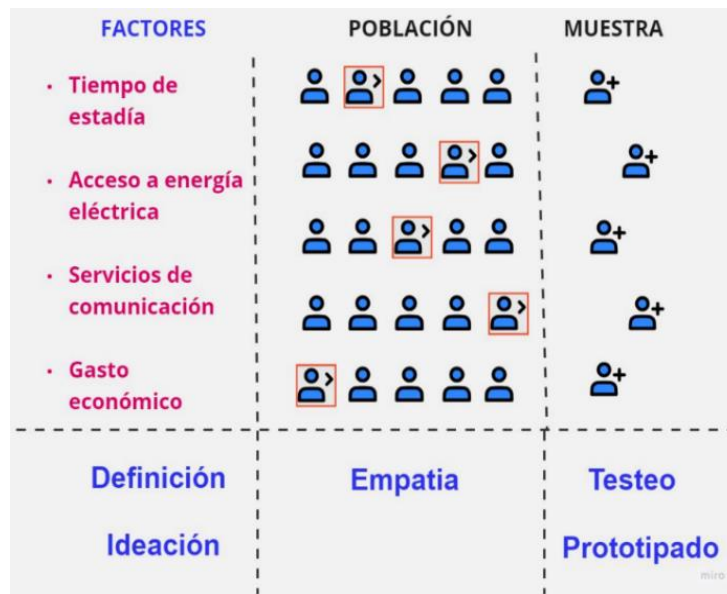 FACTORES
POBLACIÓN
MUESTRA
• Tiempo de
estadía
• Acceso a energía
eléctrica
• Servicios de
comunicación
• Gasto
económico
Definición
Empatia
Testeo
Ideación
Prototipado
miro